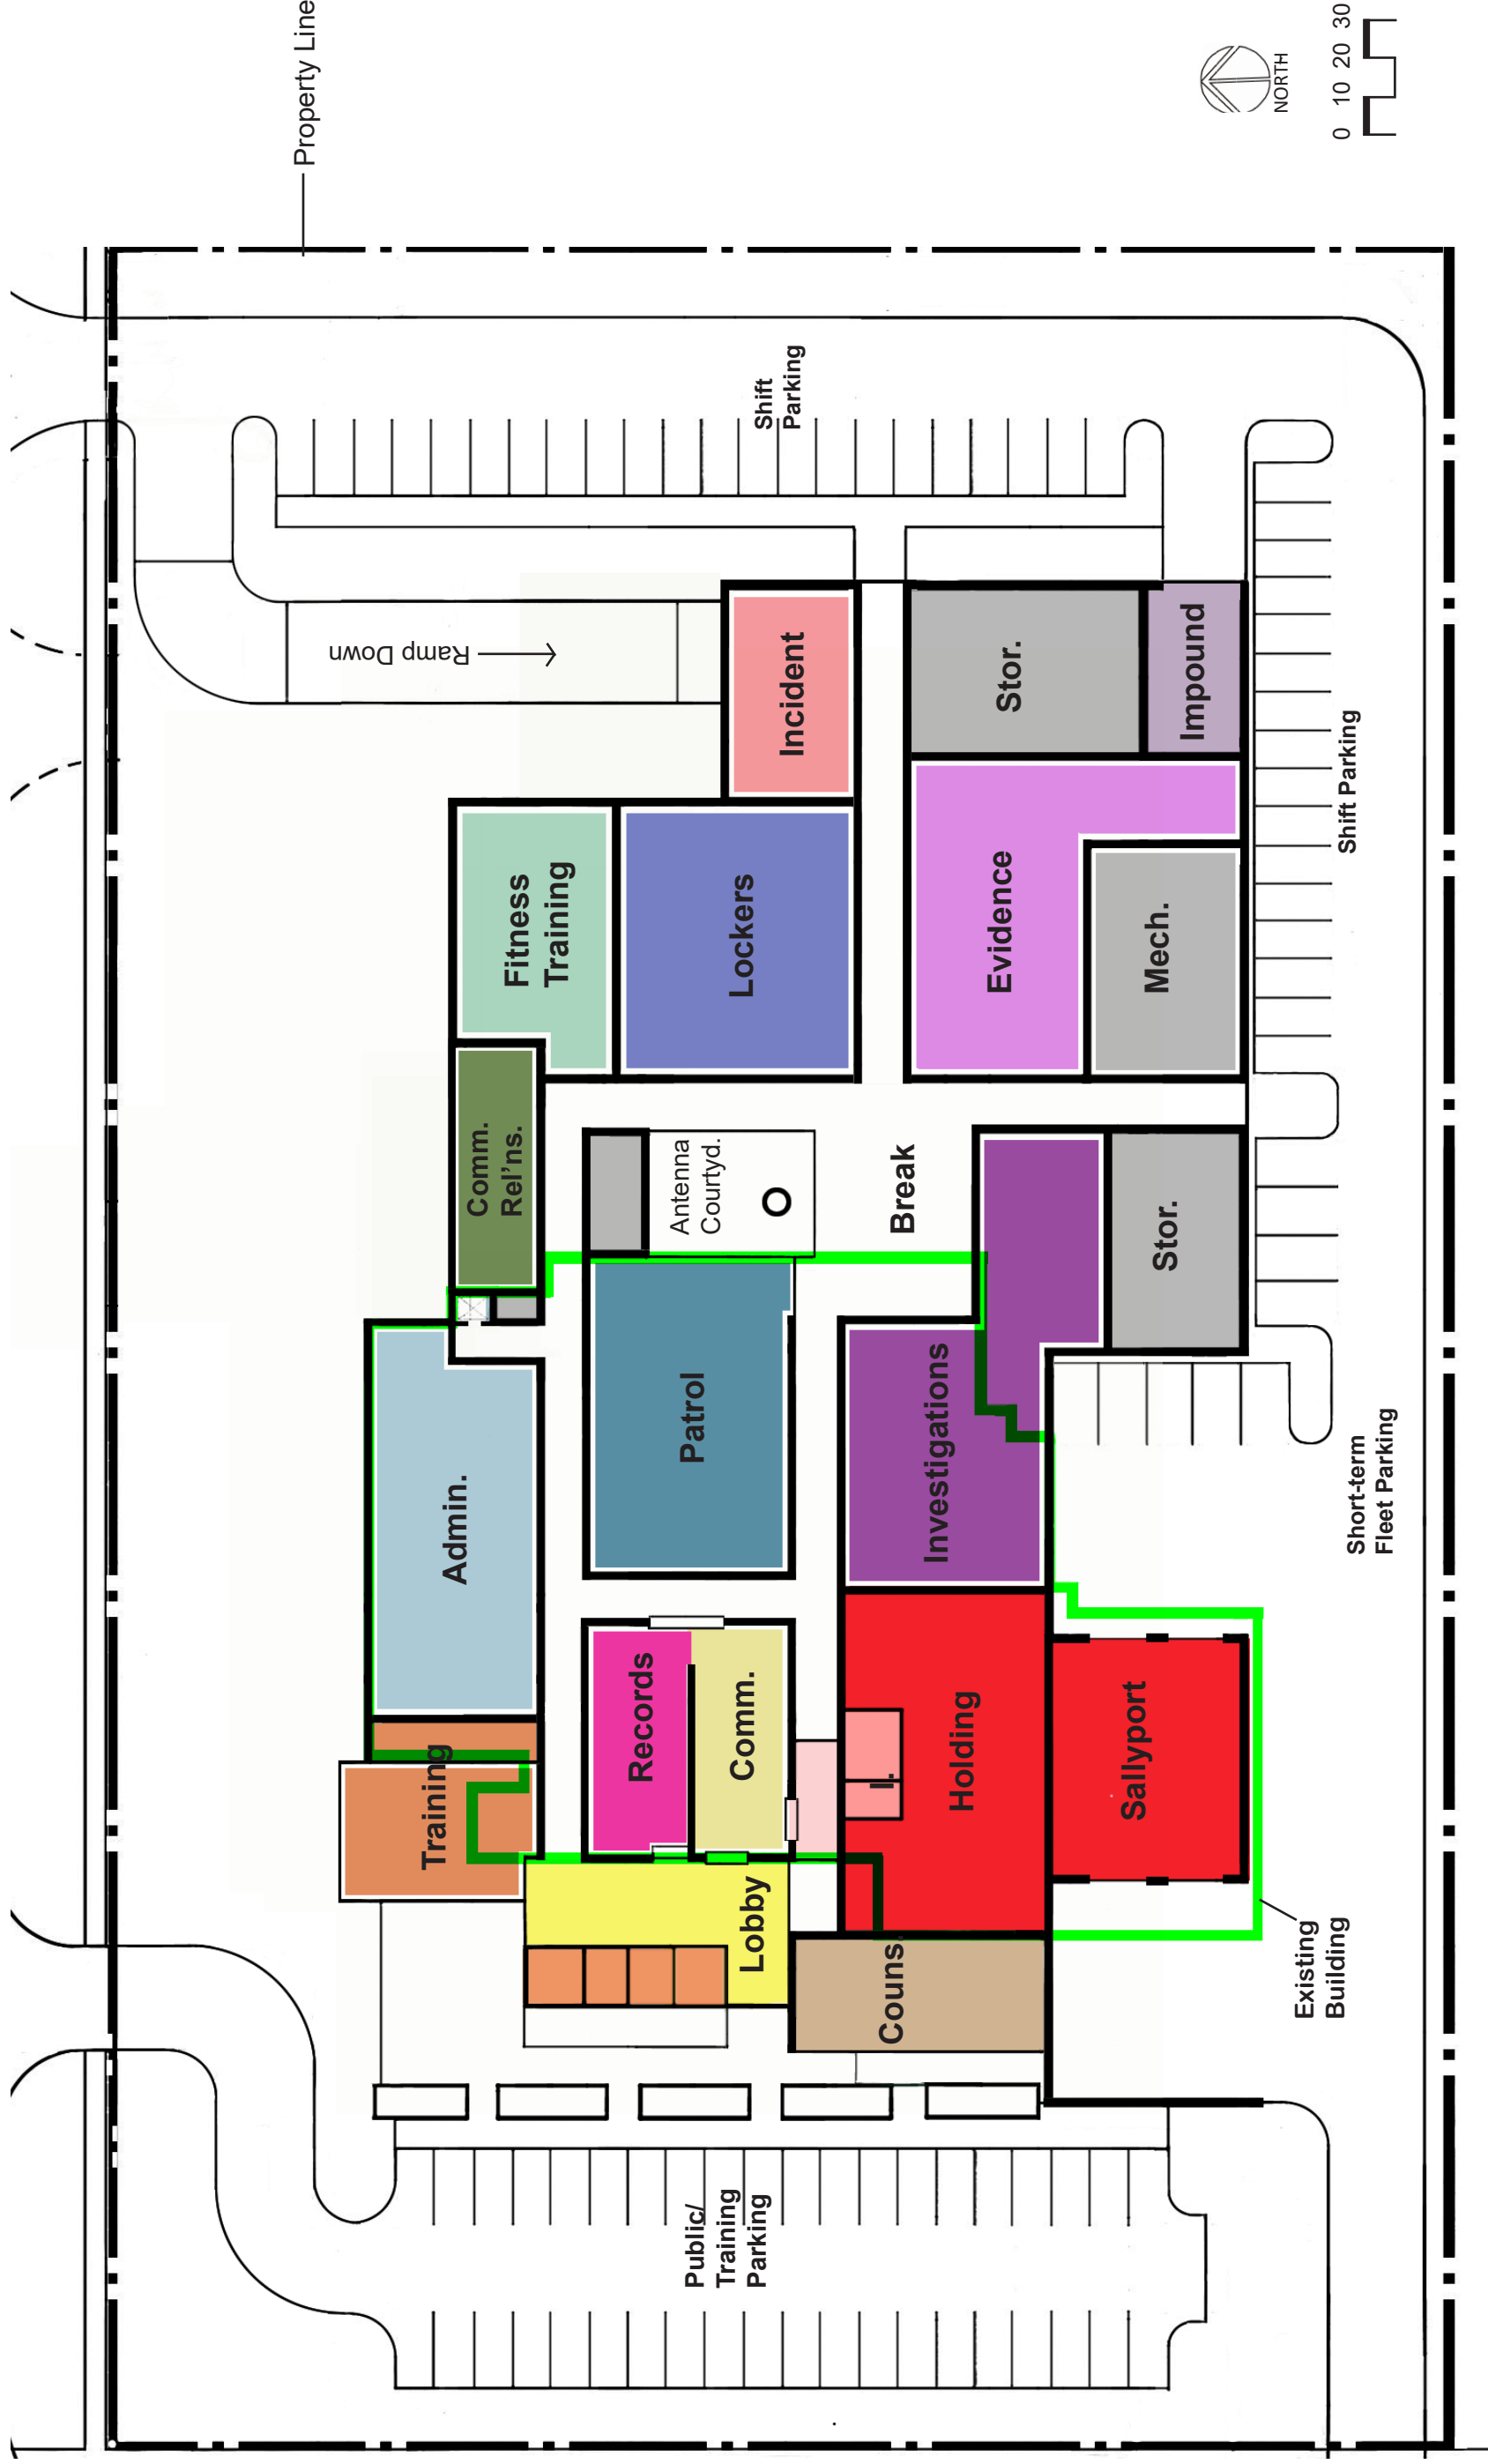 Property Line
NORTH
0 10 20 30
Shift
Parking
Ramp Down
Incident
Stor.
Impound
Shift Parking
Fitness
Training
Lockers
Evidence
Mech.
Comm.
Rel'ns.
Antenna
Courtyd.
Break
Stor.
Admin.
Patrol
Investigations
Short-term
Fleet Parking
Training
Records
Comm.
I.
Holding
Sallyport
Lobby
Couns.
Existing
Building
Public/
Training
Parking